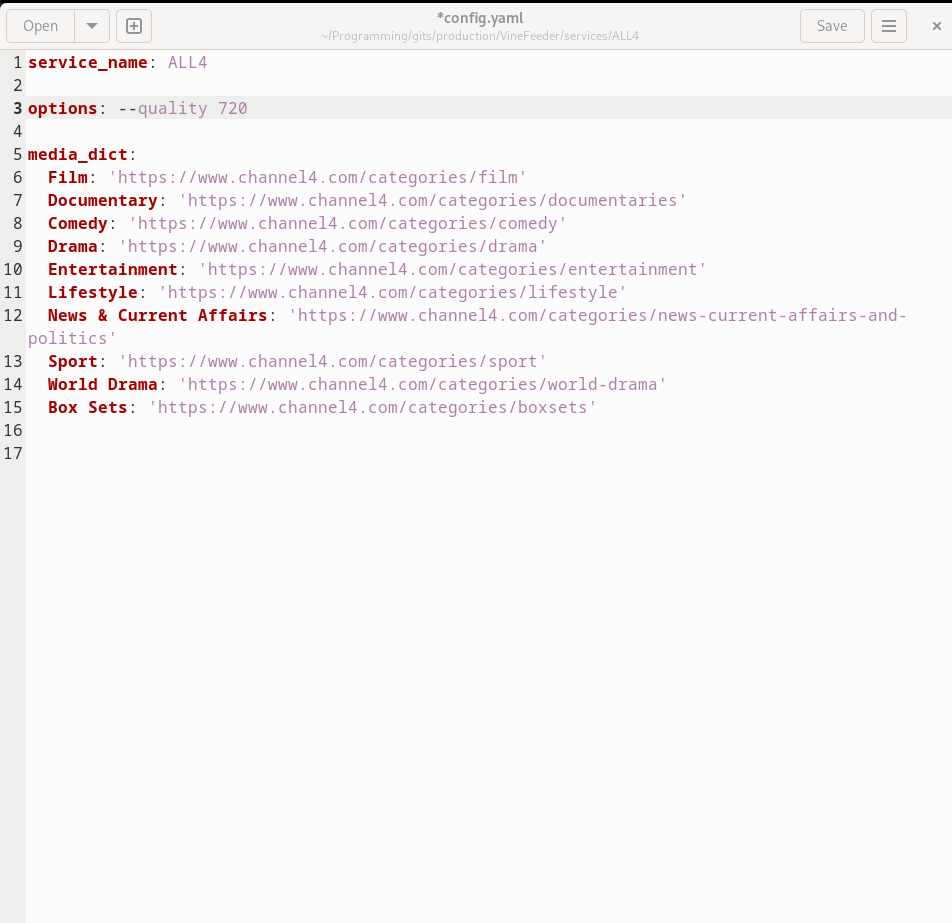 Open
*config.yaml
~/Programming/gits/production/VineFeeder/services/ALL4
Save
1 service_name: ALL4
2
3 options: --quality 720
4
5 media_dict:
6   Film: 'https://www.channel4.com/categories/film'
7   Documentary: 'https://www.channel4.com/categories/documentaries'
8   Comedy: 'https://www.channel4.com/categories/comedy'
9   Drama: 'https://www.channel4.com/categories/drama'
10   Entertainment: 'https://www.channel4.com/categories/entertainment'
11   Lifestyle: 'https://www.channel4.com/categories/lifestyle'
12   News & Current Affairs: 'https://www.channel4.com/categories/news-current-affairs-and-
politics'
13   Sport: 'https://www.channel4.com/categories/sport'
14   World Drama: 'https://www.channel4.com/categories/world-drama'
15   Box Sets: 'https://www.channel4.com/categories/boxsets'
16
17